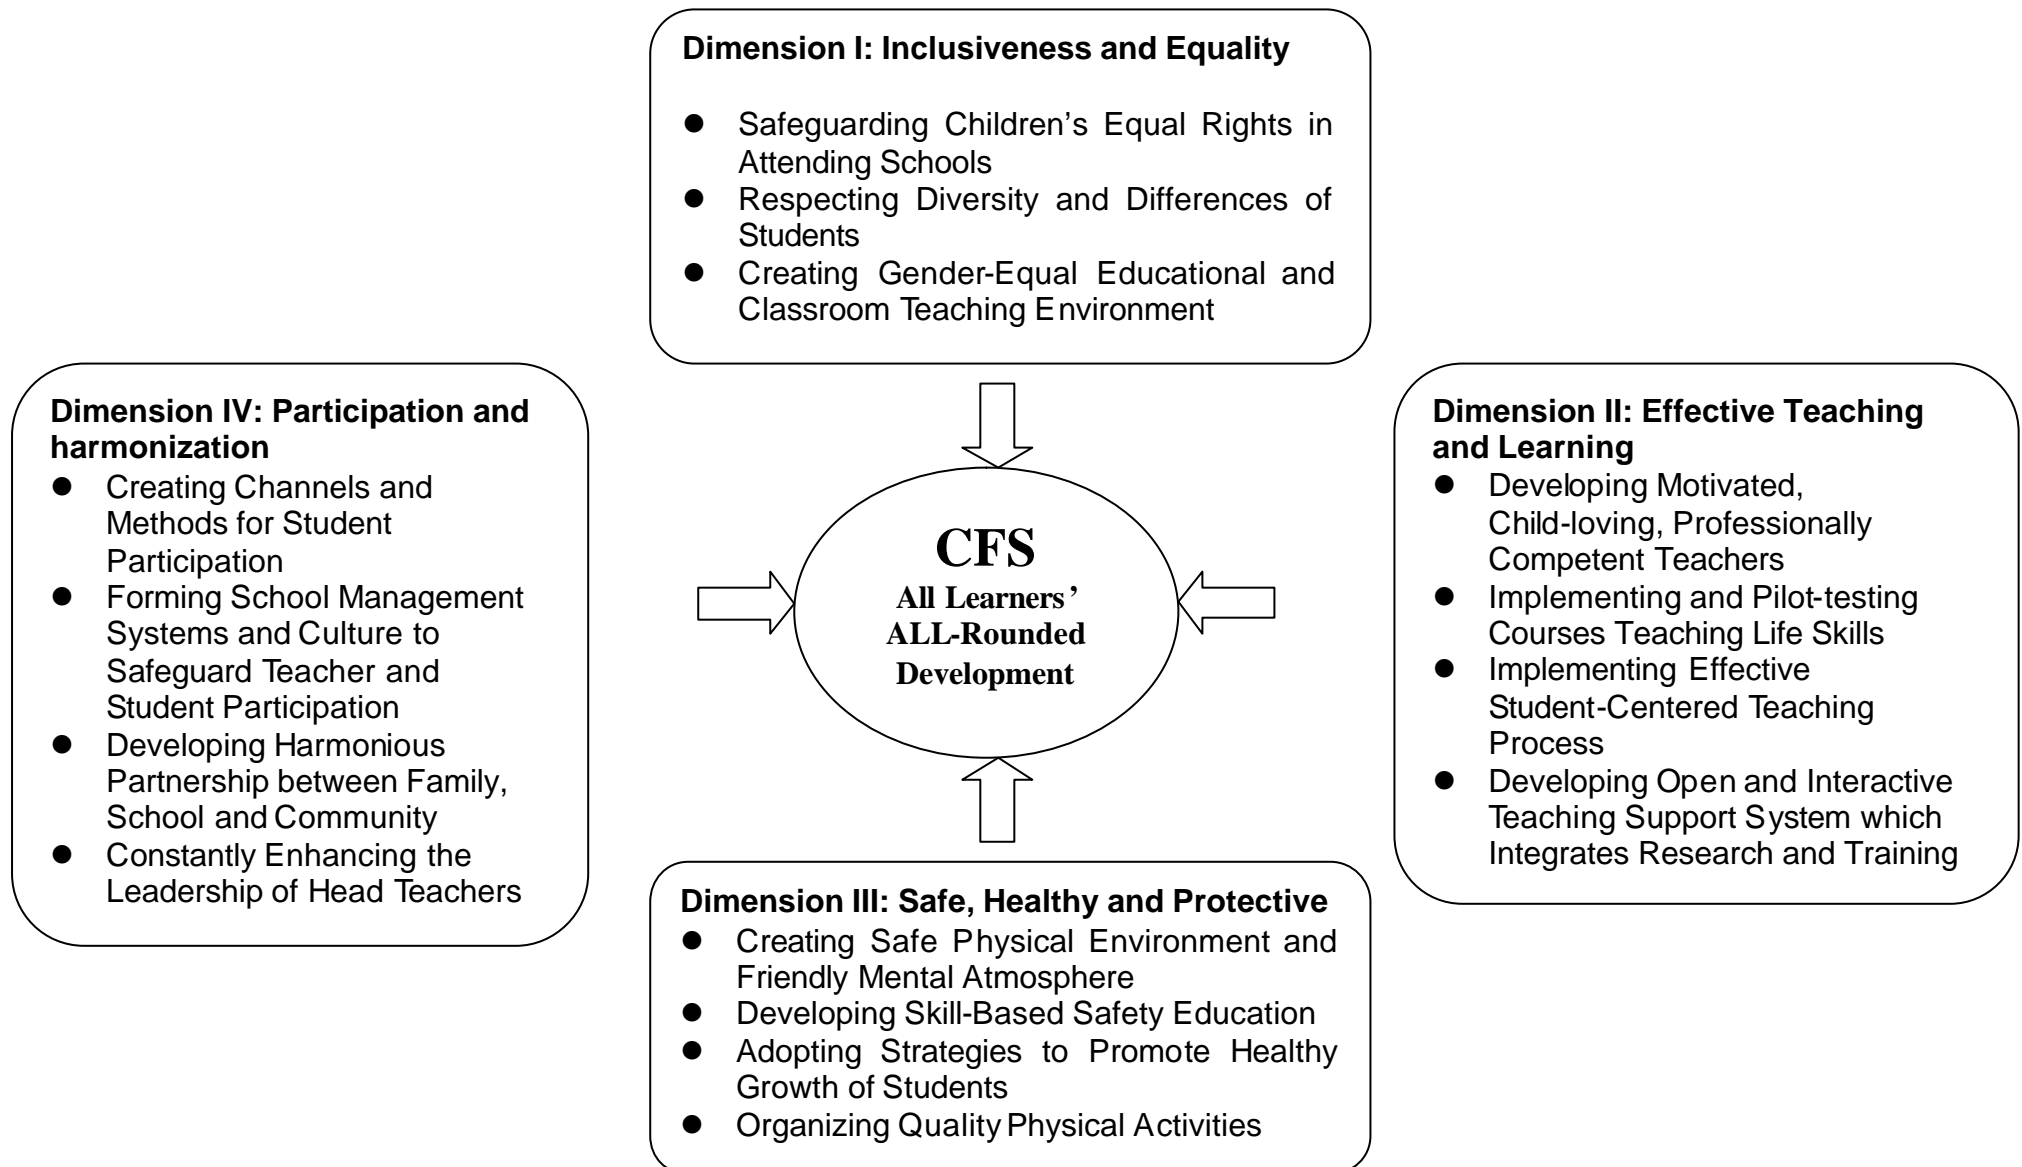 Dimension I: Inclusiveness and Equality
● Safeguarding Children’s Equal Rights in
Attending Schools
● Respecting Diversity and Differences of
Students
● Creating Gender-Equal Educational and
Classroom Teaching Environment
Dimension IV: Participation and
harmonization
● Creating Channels and
Methods for Student
Participation
● Forming School Management
Systems and Culture to
Safeguard Teacher and
Student Participation
● Developing Harmonious
Partnership between Family,
School and Community
● Constantly Enhancing the
Leadership of Head Teachers
CFS
All Learners’
ALL-Rounded
Development
Dimension II: Effective Teaching
and Learning
● Developing Motivated,
Child-loving, Professionally
Competent Teachers
● Implementing and Pilot-testing
Courses Teaching Life Skills
● Implementing Effective
Student-Centered Teaching
Process
● Developing Open and Interactive
Teaching Support System which
Integrates Research and Training
Dimension III: Safe, Healthy and Protective
● Creating Safe Physical Environment and
Friendly Mental Atmosphere
● Developing Skill-Based Safety Education
● Adopting Strategies to Promote Healthy
Growth of Students
● Organizing Quality Physical Activities